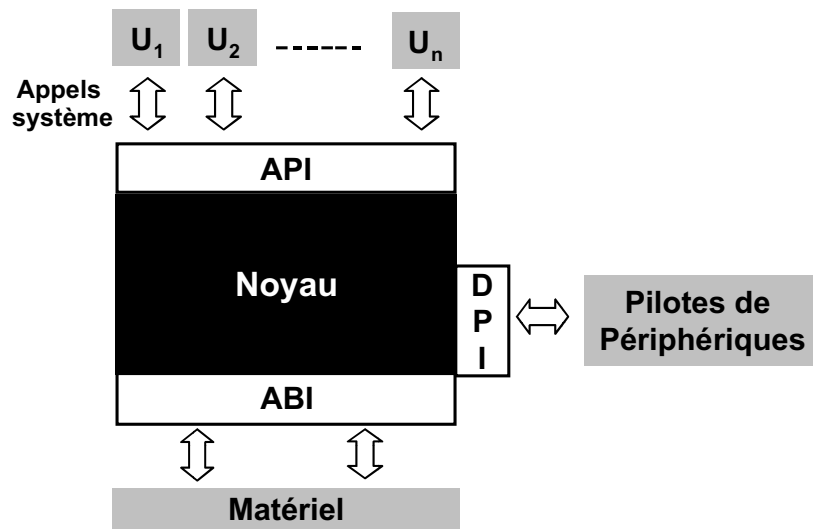 U1 U2 Un
Appels
système
API
Noyau
D
P
I
Pilotes de
Périphériques
ABI
Matériel